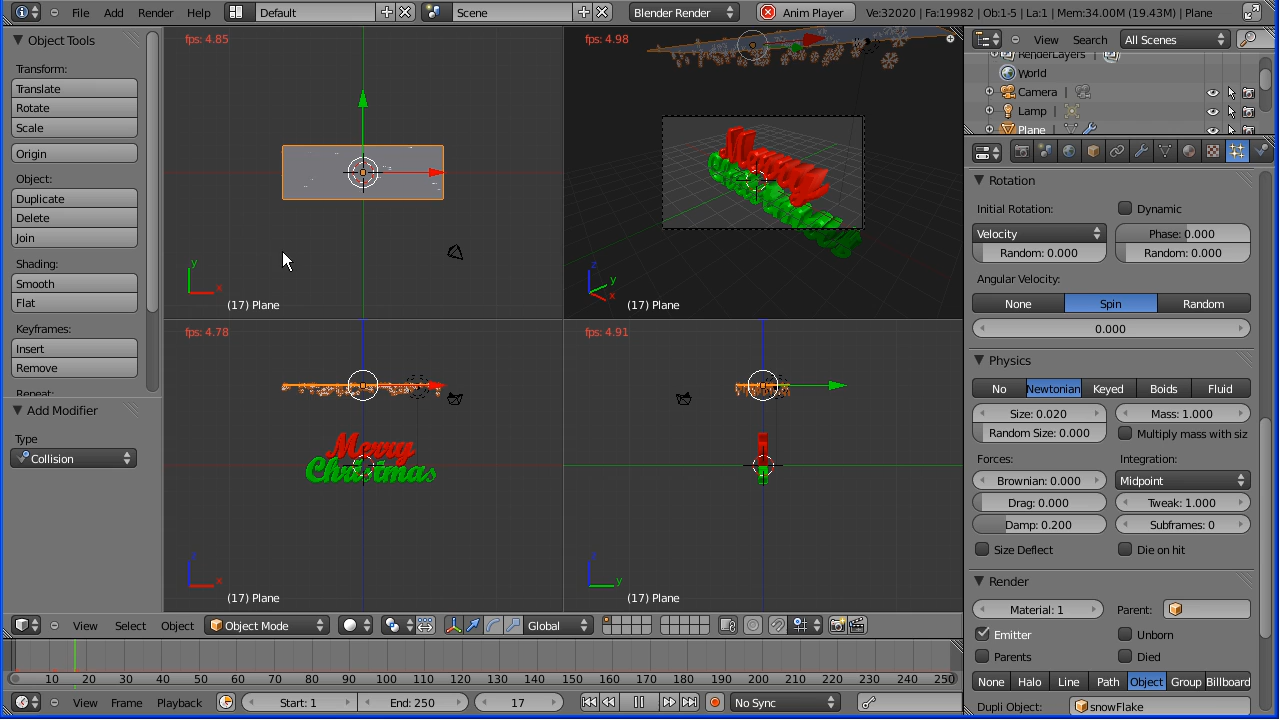 File Add Render Help Default Scene Blender Render Anim Player Ve:32020 | Fa:19982 | Ob:1-5 | La:1 | Mem:34.00M (19.43M) | Plane
Object Tools
Transform:
Translate
Rotate
Scale
Origin
Object:
Duplicate
Delete
Join
Shading:
Smooth
Flat
Keyframes:
Insert
Remove
Repeat:
Add Modifier
Type
Collision
fps: 4.85
y
x
(17) Plane
fps: 4.98
Merry
Christmas
z
y
x
(17) Plane
fps: 4.78
Merry
Christmas
z
x
(17) Plane
fps: 4.91
z
y
(17) Plane
View Select Object Object Mode Global
10 20 30 40 50 60 70 80 90 100 110 120 130 140 150 160 170 180 190 200 210 220 230 240 250
View Frame Playback Start: 1 End: 250 17 No Sync
View Search All Scenes
RenderLayers
World
Camera
Lamp
Plane
Rotation
Initial Rotation: Dynamic
Velocity Phase: 0.000
Random: 0.000 Random: 0.000
Angular Velocity:
None Spin Random
0.000
Physics
No Newtonian Keyed Boids Fluid
Size: 0.020 Mass: 1.000
Random Size: 0.000 Multiply mass with siz
Forces: Integration:
Brownian: 0.000 Midpoint
Drag: 0.000 Tweak: 1.000
Damp: 0.200 Subframes: 0
Size Deflect Die on hit
Render
Material: 1 Parent:
Emitter Unborn
Parents Died
None Halo Line Path Object Group Billboard
Dupli Object: snowFlake